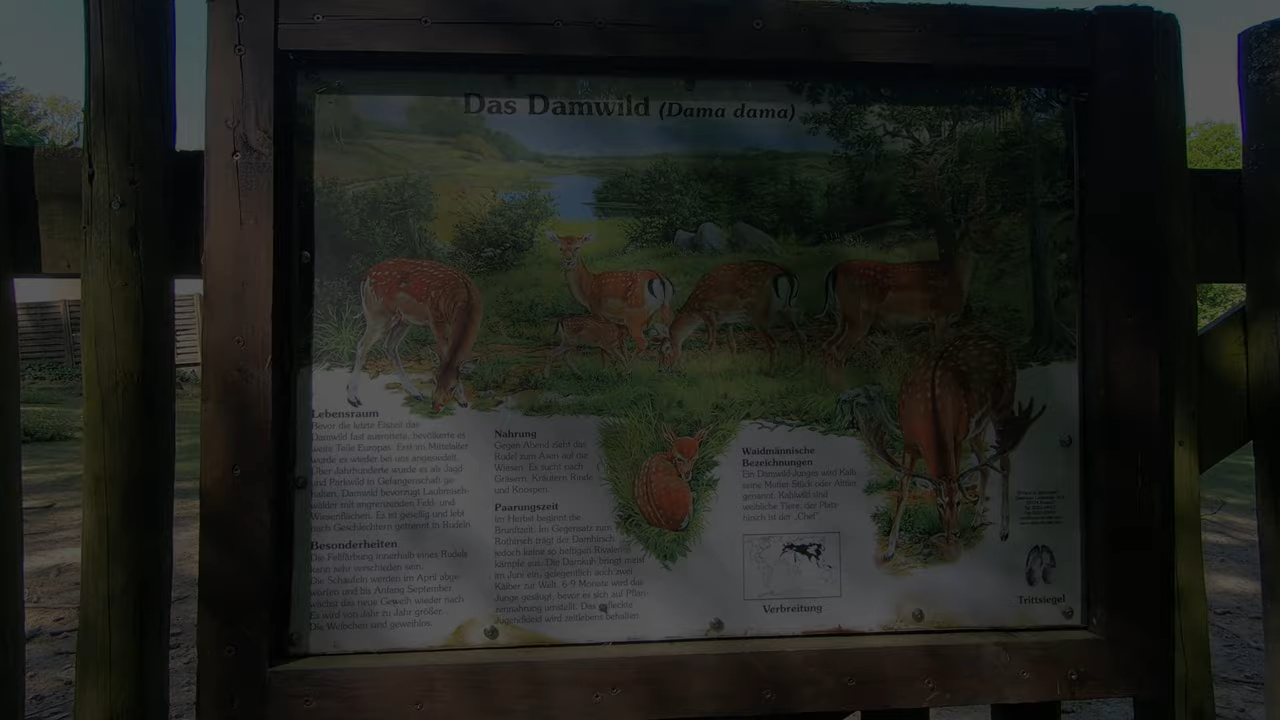 Das Damwild (Dama dama)
Lebensraum
Bevor die letzte Eiszeit das
Damwild fast ausrottete, bevölkerte es
weite Teile Europas. Erst im Mittelalter
wurde es wieder bei uns angesiedelt.
Über Jahrhunderte wurde es als Jagd
und Parkwild in Gefangenschaft ge-
halten. Damwild bevorzugt Laubmisch-
wälder mit angrenzenden Feld- und
Wiesenflächen. Es ist gesellig und lebt
nach Geschlechtern getrennt in Rudeln
Besonderheiten
Die Fellfärbung innerhalb eines Rudels
kann sehr verschieden sein.
Die Schaufeln werden im April abge-
worfen und bis Anfang September
wächst das neue Geweih wieder nach
Es wird von Jahr zu Jahr größer.
Die Weibchen sind geweihlos.
Nahrung
Gegen Abend zieht das
Rudel zum Äsen auf die
Wiesen. Es sucht nach
Gräsern, Kräutern Rinde
und Knospen.
Paarungszeit
Im Herbst beginnt die
Brunftzeit. Im Gegensatz zum
Rothirsch trägt der Damhirsch
jedoch keine so heftigen Rivalen-
kämpfe aus. Die Damkuh bringt meist
im Juni ein, gelegentlich auch zwei
Kälber zur Welt. 6-9 Monate wird das
Junge gesäugt, bevor es sich auf Pflan-
zennahrung umstellt. Das gefleckte
Jugendkleid wird zeitlebens behalten.
Waidmännische
Bezeichnungen
Ein Damwild-Junges wird Kalb,
seine Mutter Stück oder Alttier
genannt. Kahlwild sind
weibliche Tiere, der Platz-
hirsch ist der „Chef"
Verbreitung
Trittsiegel